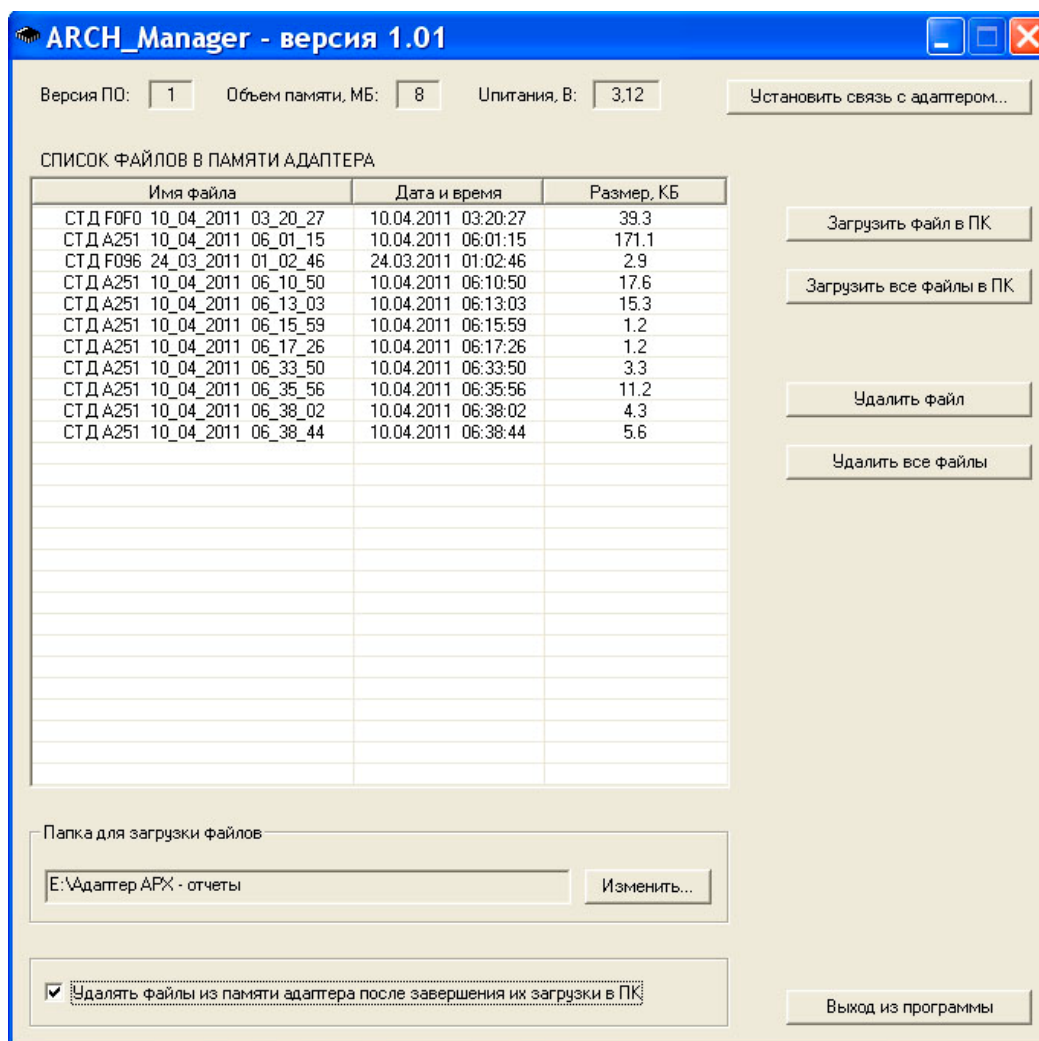 ARCH_Manager - версия 1.01
Версия ПО: 1 Объем памяти, МБ: 8 Uпитания, В: 3,12 Установить связь с адаптером...
СПИСОК ФАЙЛОВ В ПАМЯТИ АДАПТЕРА
Имя файла Дата и время Размер, КБ
СТД F0F0 10_04_2011 03_20_27 10.04.2011 03:20:27 39.3
СТД A251 10_04_2011 06_01_15 10.04.2011 06:01:15 171.1
СТД F096 24_03_2011 01_02_46 24.03.2011 01:02:46 2.9
СТД A251 10_04_2011 06_10_50 10.04.2011 06:10:50 17.6
СТД A251 10_04_2011 06_13_03 10.04.2011 06:13:03 15.3
СТД A251 10_04_2011 06_15_59 10.04.2011 06:15:59 1.2
СТД A251 10_04_2011 06_17_26 10.04.2011 06:17:26 1.2
СТД A251 10_04_2011 06_33_50 10.04.2011 06:33:50 3.3
СТД A251 10_04_2011 06_35_56 10.04.2011 06:35:56 11.2
СТД A251 10_04_2011 06_38_02 10.04.2011 06:38:02 4.3
СТД A251 10_04_2011 06_38_44 10.04.2011 06:38:44 5.6
Загрузить файл в ПК
Загрузить все файлы в ПК
Удалить файл
Удалить все файлы
Папка для загрузки файлов
E:\Адаптер АРХ - отчеты Изменить...
Удалять файлы из памяти адаптера после завершения их загрузки в ПК
Выход из программы